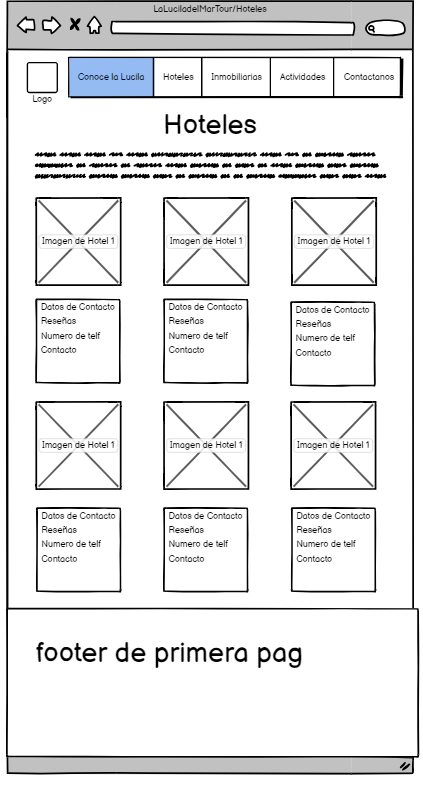 LaLuciladelMarTour/Hoteles
Logo
Conoce la Lucila Hoteles Inmobiliarias Actividades Contactanos
Hoteles
Imagen de Hotel 1 Imagen de Hotel 1 Imagen de Hotel 1
Datos de Contacto
Reseñas
Numero de telf
Contacto
Datos de Contacto
Reseñas
Numero de telf
Contacto
Datos de Contacto
Reseñas
Numero de telf
Contacto
Imagen de Hotel 1 Imagen de Hotel 1 Imagen de Hotel 1
Datos de Contacto
Reseñas
Numero de telf
Contacto
Datos de Contacto
Reseñas
Numero de telf
Contacto
Datos de Contacto
Reseñas
Numero de telf
Contacto
footer de primera pag